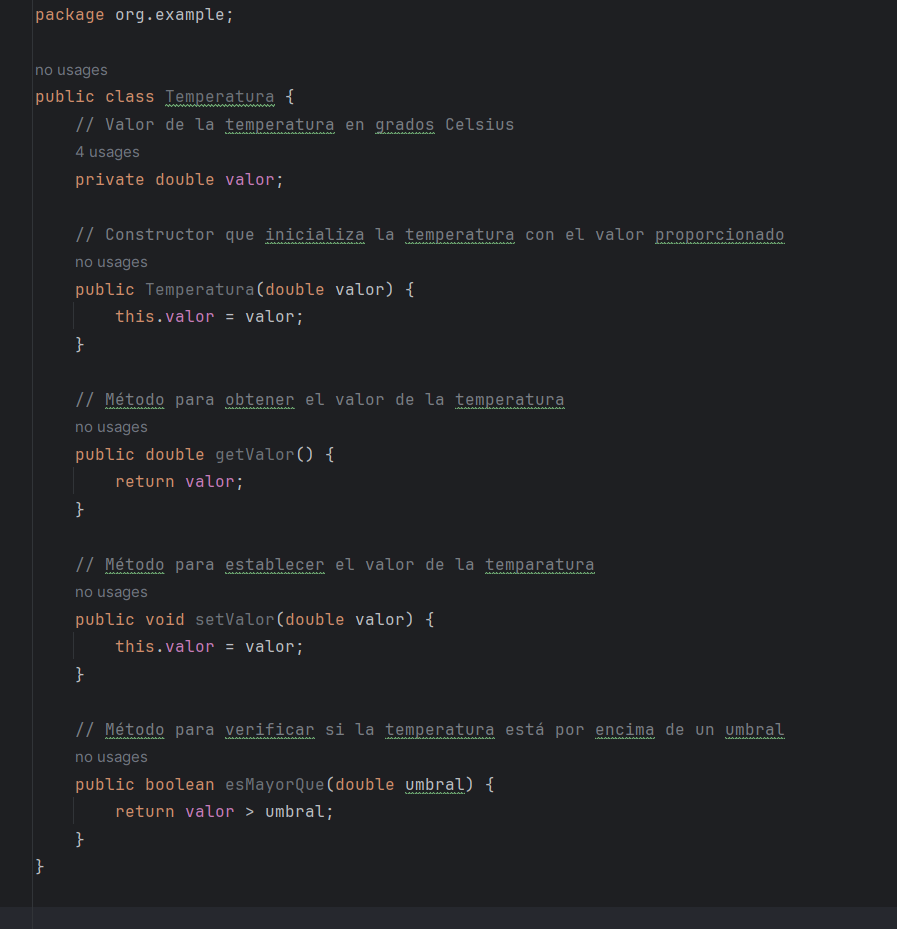 package org.example;
no usages
public class Temperatura {
// Valor de la temperatura en grados Celsius
4 usages
private double valor;
// Constructor que inicializa la temperatura con el valor proporcionado
no usages
public Temperatura(double valor) {
this.valor = valor;
}
// Método para obtener el valor de la temperatura
no usages
public double getValor() {
return valor;
}
// Método para establecer el valor de la temparatura
no usages
public void setValor(double valor) {
this.valor = valor;
}
// Método para verificar si la temperatura está por encima de un umbral
no usages
public boolean esMayorQue(double umbral) {
return valor > umbral;
}
}